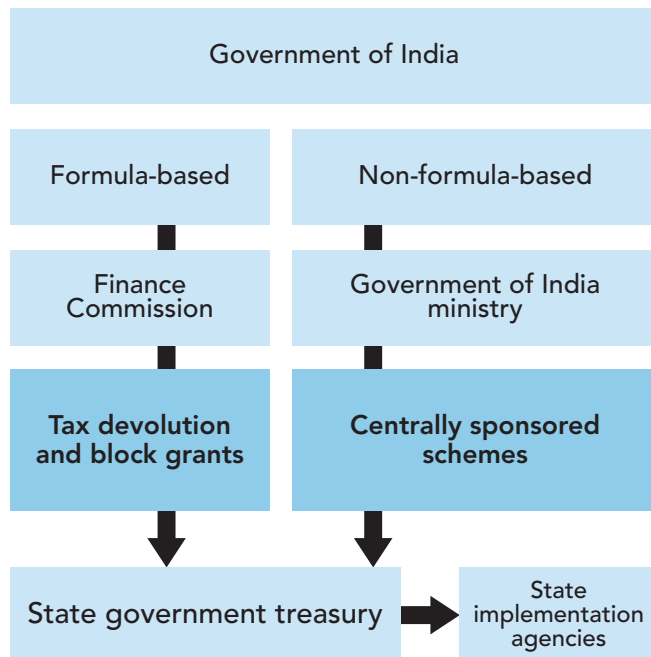 Government of India
Formula-based
Non-formula-based
Finance
Commission
Government of India
ministry
Tax devolution
and block grants
Centrally sponsored
schemes
State government treasury
State
implementation
agencies